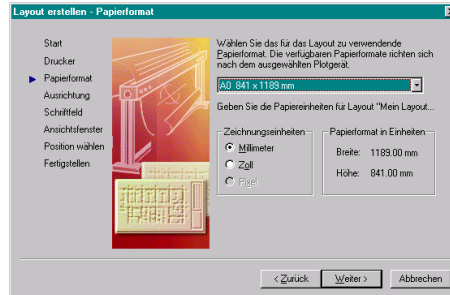 Layout erstellen - Papierformat
Start
Drucker
Papierformat
Ausrichtung
Schriftfeld
Ansichtsfenster
Position wählen
Fertigstellen
Wählen Sie das für das Layout zu verwendende
Papierformat. Die verfügbaren Papierformate richten sich
nach dem ausgewählten Plotgerät.
A0 841 x 1189 mm
Geben Sie die Papiereinheiten für Layout "Mein Layout...
Zeichnungseinheiten
Millimeter
Zoll
Pixel
Papierformat in Einheiten
Breite: 1189.00 mm
Höhe: 841.00 mm
< Zurück
Weiter >
Abbrechen